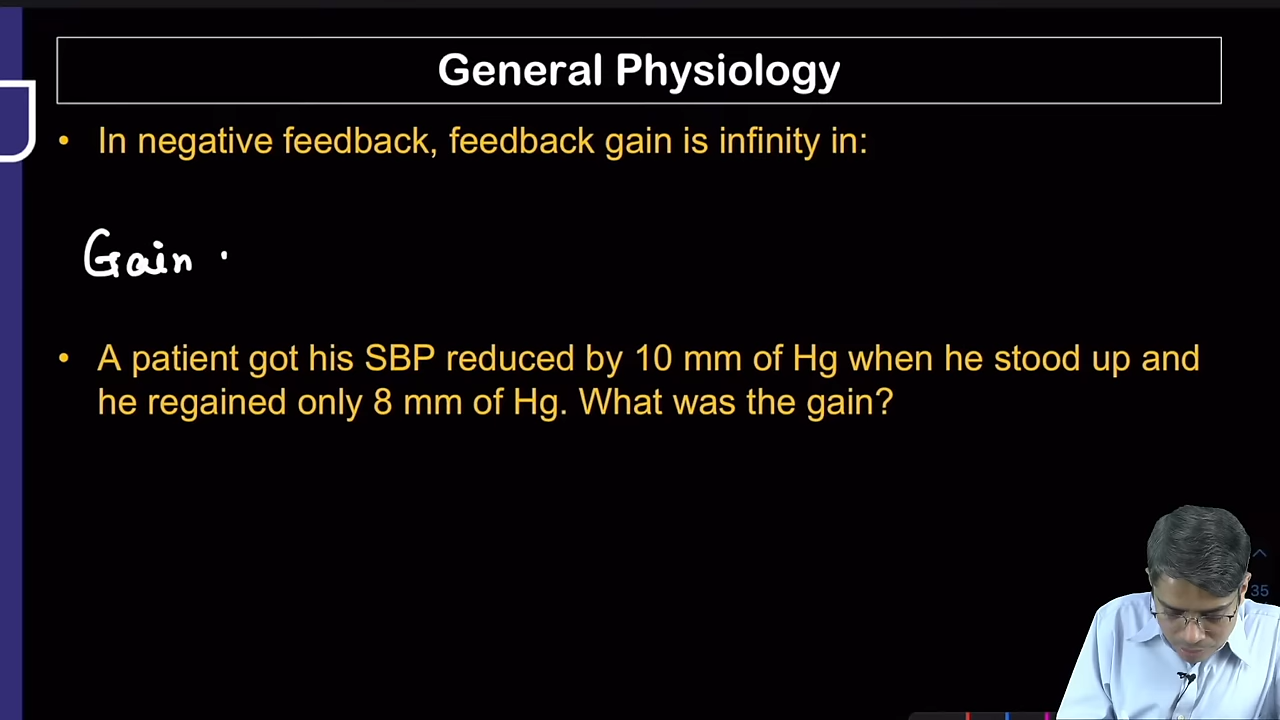 General Physiology
• In negative feedback, feedback gain is infinity in:
Gain
• A patient got his SBP reduced by 10 mm of Hg when he stood up and
he regained only 8 mm of Hg. What was the gain?
35